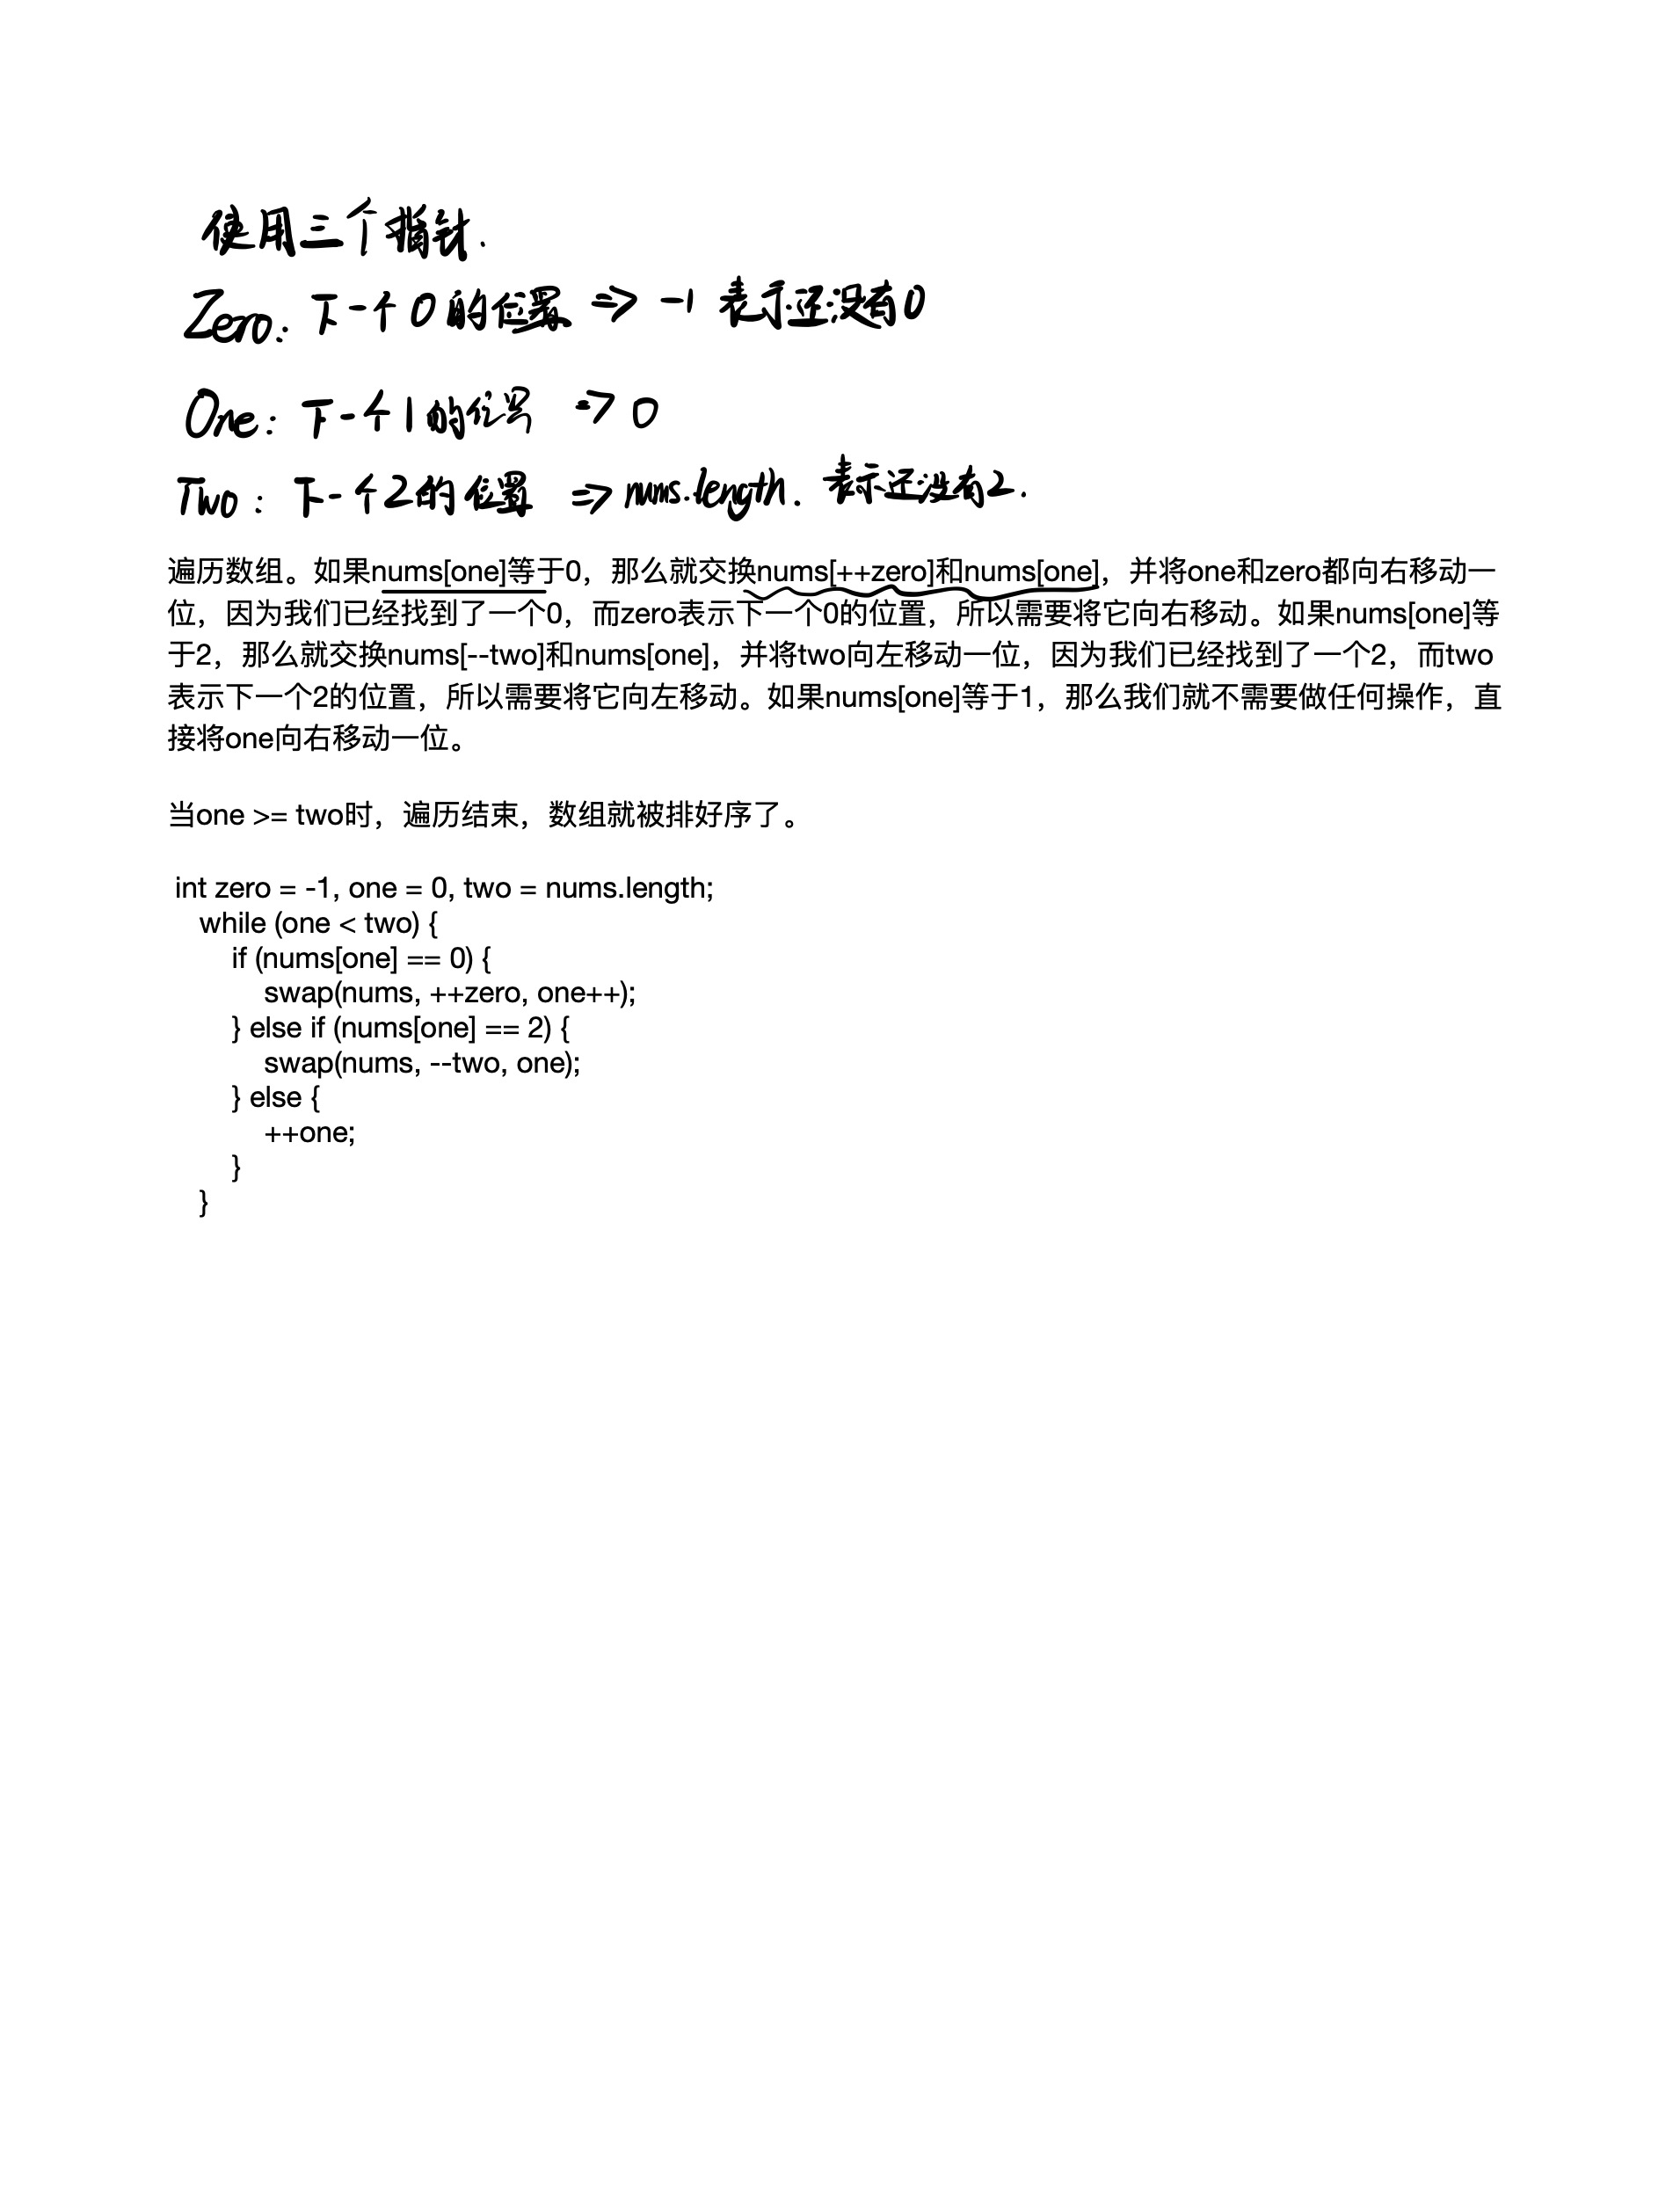 使用三个指针.
Zero: 下一个0的位置 => -1 表示还没有0
One: 下一个1的位置 => 0
Two: 下一个2的位置 => nums.length. 表示还没有2.
遍历数组。如果nums[one]等于0，那么就交换nums[++zero]和nums[one]，并将one和zero都向右移动一
位，因为我们已经找到了一个0，而zero表示下一个0的位置，所以需要将它向右移动。如果nums[one]等
于2，那么就交换nums[--two]和nums[one]，并将two向左移动一位，因为我们已经找到了一个2，而two
表示下一个2的位置，所以需要将它向左移动。如果nums[one]等于1，那么我们就不需要做任何操作，直
接将one向右移动一位。
当one >= two时，遍历结束，数组就被排好序了。
int zero = -1, one = 0, two = nums.length;
while (one < two) {
if (nums[one] == 0) {
swap(nums, ++zero, one++);
} else if (nums[one] == 2) {
swap(nums, --two, one);
} else {
++one;
}
}